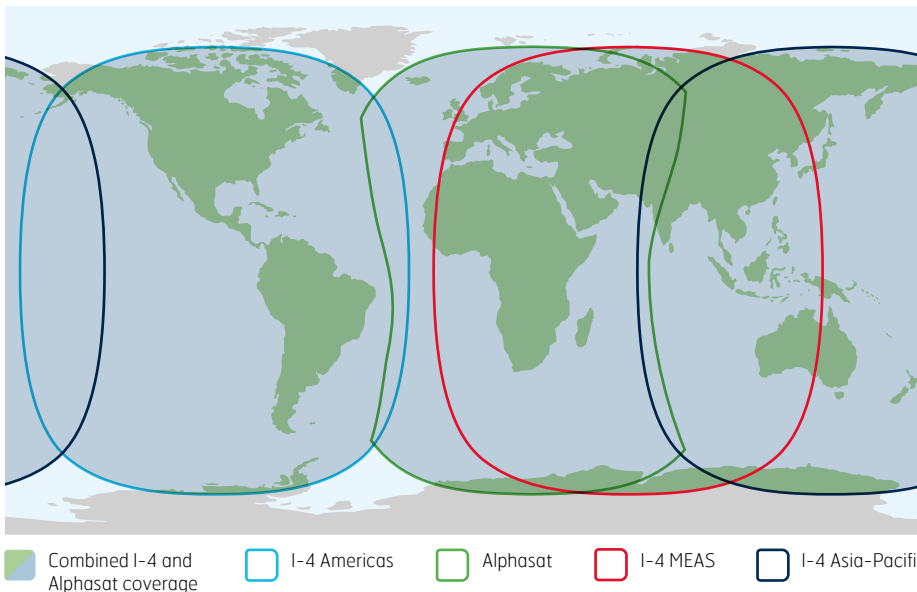 Combined I-4 and
Alphasat coverage
I-4 Americas
Alphasat
I-4 MEAS
I-4 Asia-Pacifi